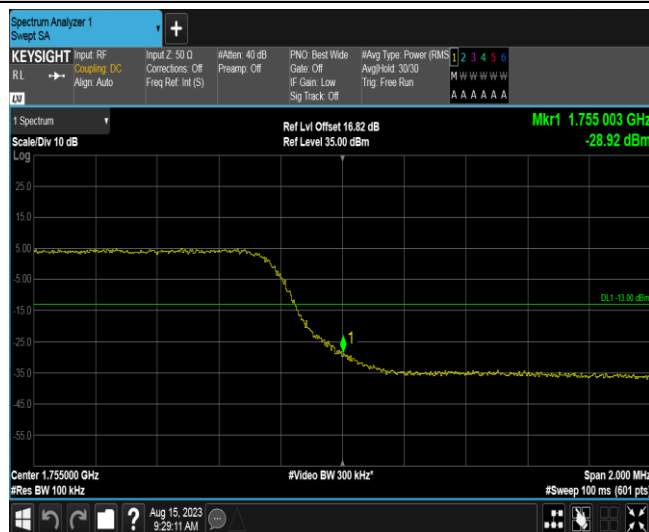 Spectrum Analyzer 1
Swept SA
KEYSIGHT
RL
Input: RF
Coupling: DC
Align: Auto
Input Z: 50 Ω
Corrections: Off
Freq Ref: Int (S)
#Atten: 40 dB
Preamp: Off
PNO: Best Wide
Gate: Off
IF Gain: Low
Sig Track: Off
#Avg Type: Power (RMS
Avg|Hold: 30/30
Trig: Free Run
1 2 3 4 5 6
M W W W W W
A A A A A A
LXI
1 Spectrum
Scale/Div 10 dB
Ref Lvl Offset 16.82 dB
Ref Level 35.00 dBm
Mkr1 1.755 003 GHz
-28.92 dBm
Log
25.0
15.0
5.00
-5.00
DL1 -13.00 dBm
-15.0
-25.0
1
-35.0
-45.0
-55.0
Center 1.755000 GHz
#Video BW 300 kHz*
Span 2.000 MHz
#Res BW 100 kHz
#Sweep 100 ms (601 pts)
?
Aug 15, 2023
9:29:11 AM